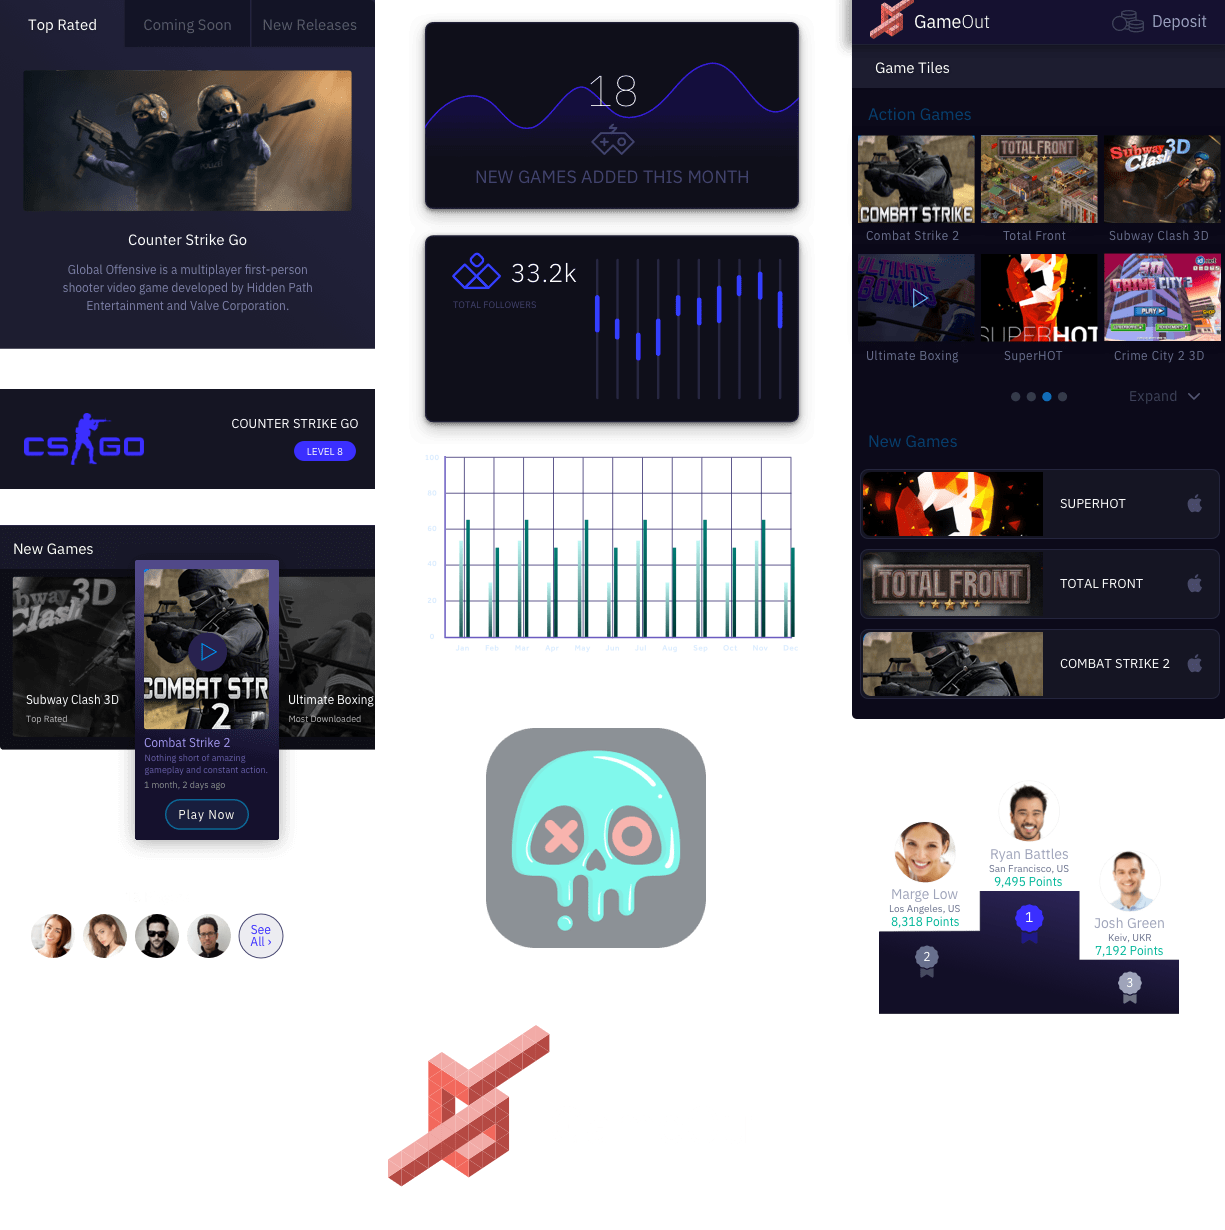 Top Rated
Coming Soon
New Releases
Counter Strike Go
Global Offensive is a multiplayer first-person
shooter video game developed by Hidden Path
Entertainment and Valve Corporation.
CS GO
COUNTER STRIKE GO
LEVEL 8
New Games
bway 3D
Clash
Subway Clash 3D
Top Rated
COMBAT STR
2
Combat Strike 2
Nothing short of amazing
gameplay and constant action.
1 month, 2 days ago
Play Now
Ultimate Boxing
Most Downloaded
See
All ›
18
NEW GAMES ADDED THIS MONTH
33.2k
TOTAL FOLLOWERS
100
80
60
40
20
0
Jan Feb Mar Apr May Jun Jul Aug Sep Oct Nov Dec
GameOut
Deposit
Game Tiles
Action Games
COMBAT STRIKE
TOTAL FRONT
Subway 3D
Clash
Combat Strike 2
Total Front
Subway Clash 3D
ULTIMATE
BOXING
SUPERHOT
3D
CRIME CITY 2
PLAY
Ultimate Boxing
SuperHOT
Crime City 2 3D
Expand
New Games
SUPERHOT
TOTAL FRONT
TOTAL FRONT
COMBAT STRIKE 2
Ryan Battles
San Francisco, US
9,495 Points
1
Marge Low
Los Angeles, US
8,318 Points
2
Josh Green
Keiv, UKR
7,192 Points
3